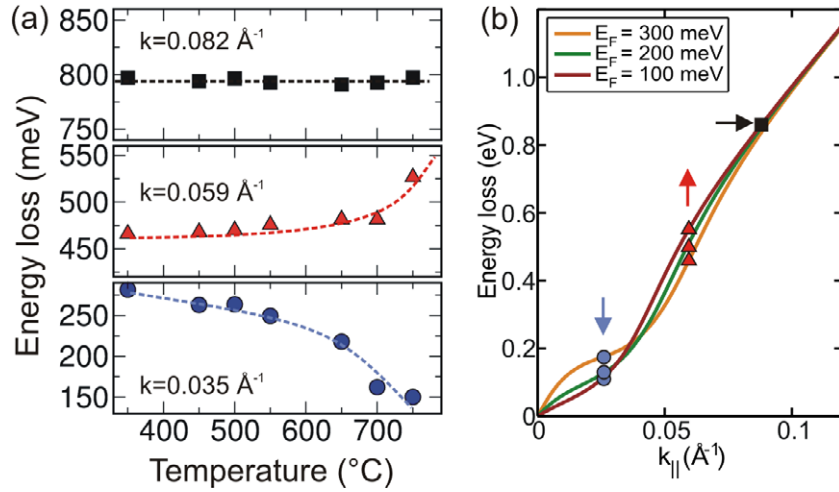 (a)
k=0.082 Å⁻¹
850
800
750
k=0.059 Å⁻¹
550
500
450
k=0.035 Å⁻¹
250
200
150
Energy loss (meV)
400 500 600 700
Temperature (°C)
(b)
E_F = 300 meV
E_F = 200 meV
E_F = 100 meV
1.0
0.8
0.6
0.4
0.2
0
Energy loss (eV)
0 0.05 0.1
k_|| (Å⁻¹)